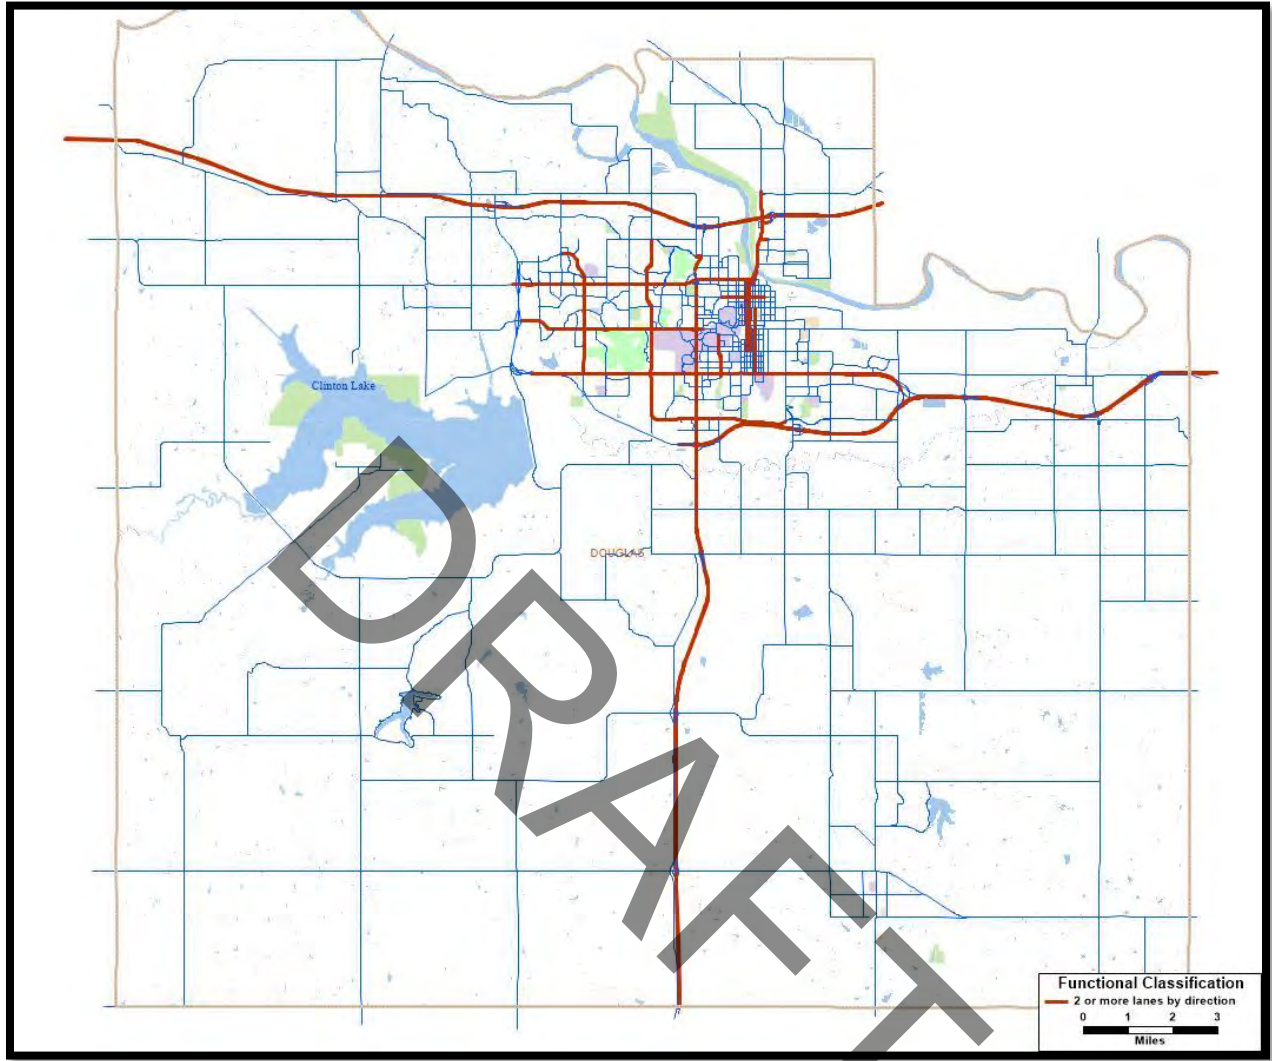 Clinton Lake
DOUGLAS
DRAFT
Functional Classification
2 or more lanes by direction
0 1 2 3
Miles